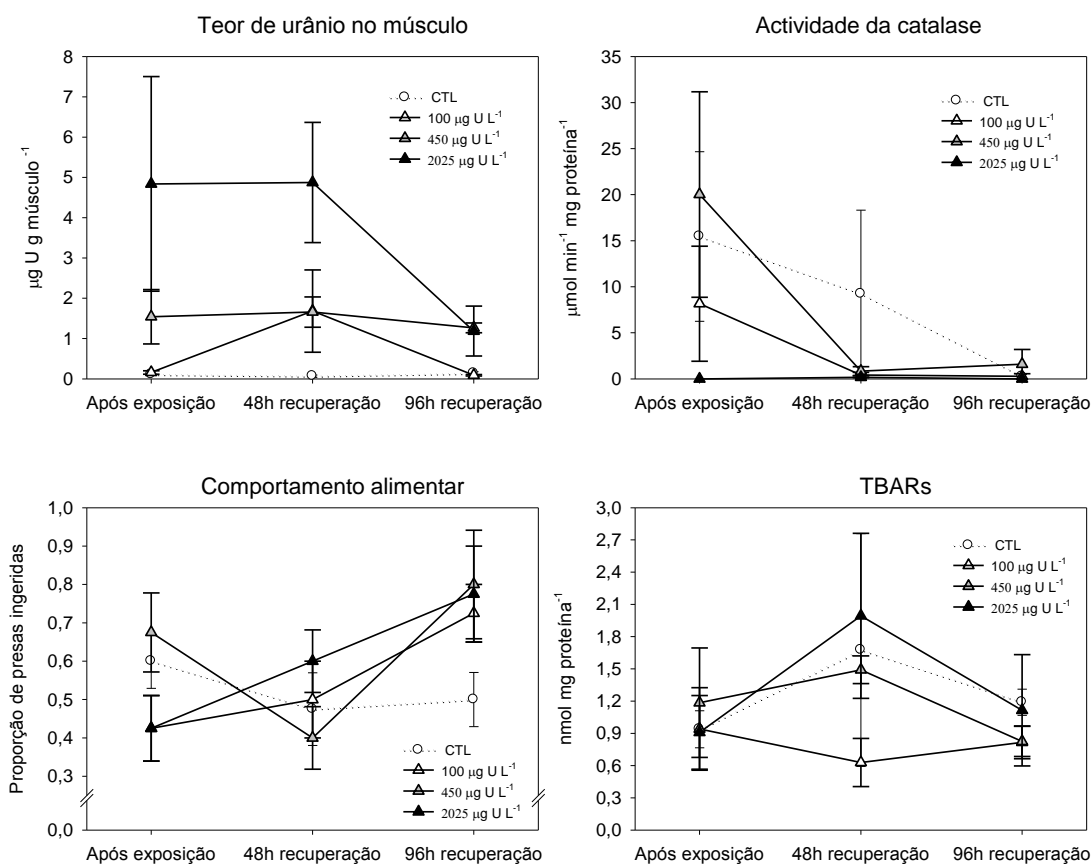 Teor de urânio no músculo
8
7
6
5
4
3
2
1
0
µg U g músculo -1
CTL
100 µg U L-1
450 µg U L-1
2025 µg U L-1
Após exposição 48h recuperação 96h recuperação
Actividade da catalase
35
30
25
20
15
10
5
0
µmol min-1 mg proteína-1
CTL
100 µg U L-1
450 µg U L-1
2025 µg U L-1
Após exposição 48h recuperação 96h recuperação
Comportamento alimentar
1,0
0,9
0,8
0,7
0,6
0,5
0,4
0,3
0,0
Proporção de presas ingeridas
CTL
100 µg U L-1
450 µg U L-1
2025 µg U L-1
Após exposição 48h recuperação 96h recuperação
TBARs
3,0
2,7
2,4
2,1
1,8
1,5
1,2
0,9
0,6
0,3
0,0
nmol mg proteína-1
CTL
100 µg U L-1
450 µg U L-1
2025 µg U L-1
Após exposição 48h recuperação 96h recuperação